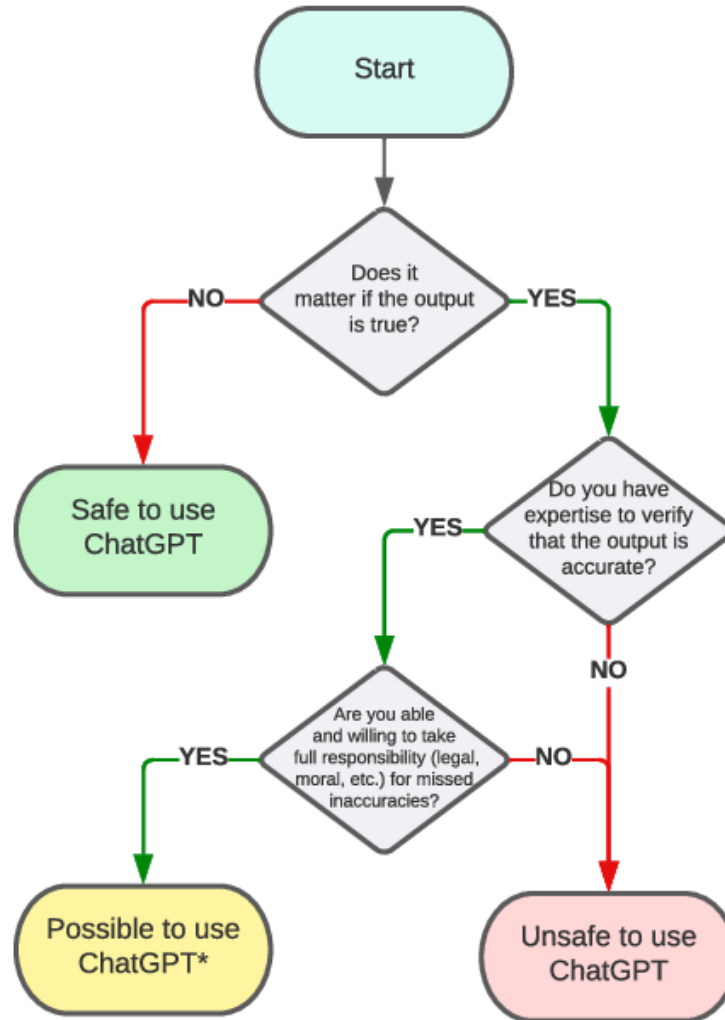 Start
Does it
matter if the output
is true?
NO
YES
Safe to use
ChatGPT
Do you have
expertise to verify
that the output is
accurate?
YES
NO
Are you able
and willing to take
full responsibility (legal,
moral, etc.) for missed
inaccuracies?
YES
NO
Possible to use
ChatGPT*
Unsafe to use
ChatGPT